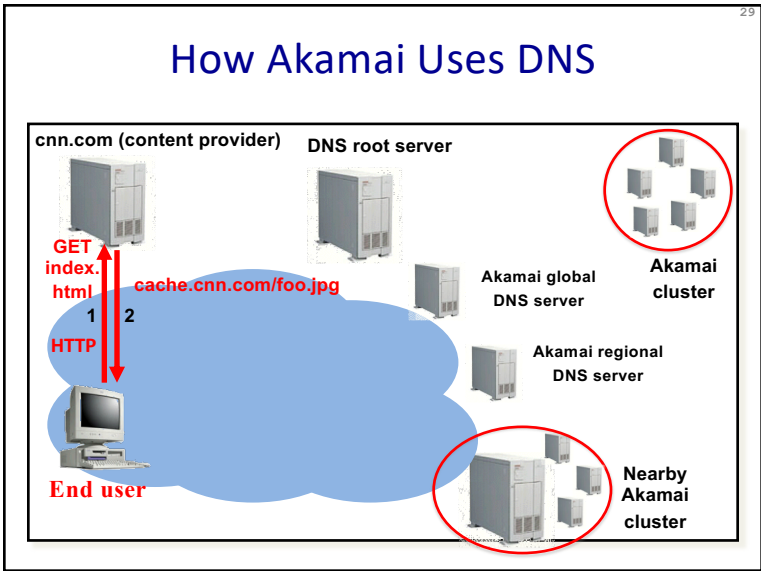 29
How Akamai Uses DNS
cnn.com (content provider)
DNS root server
GET
index.
html
cache.cnn.com/foo.jpg
1
2
HTTP
End user
Akamai global
DNS server
Akamai
cluster
Akamai regional
DNS server
Nearby
Akamai
cluster